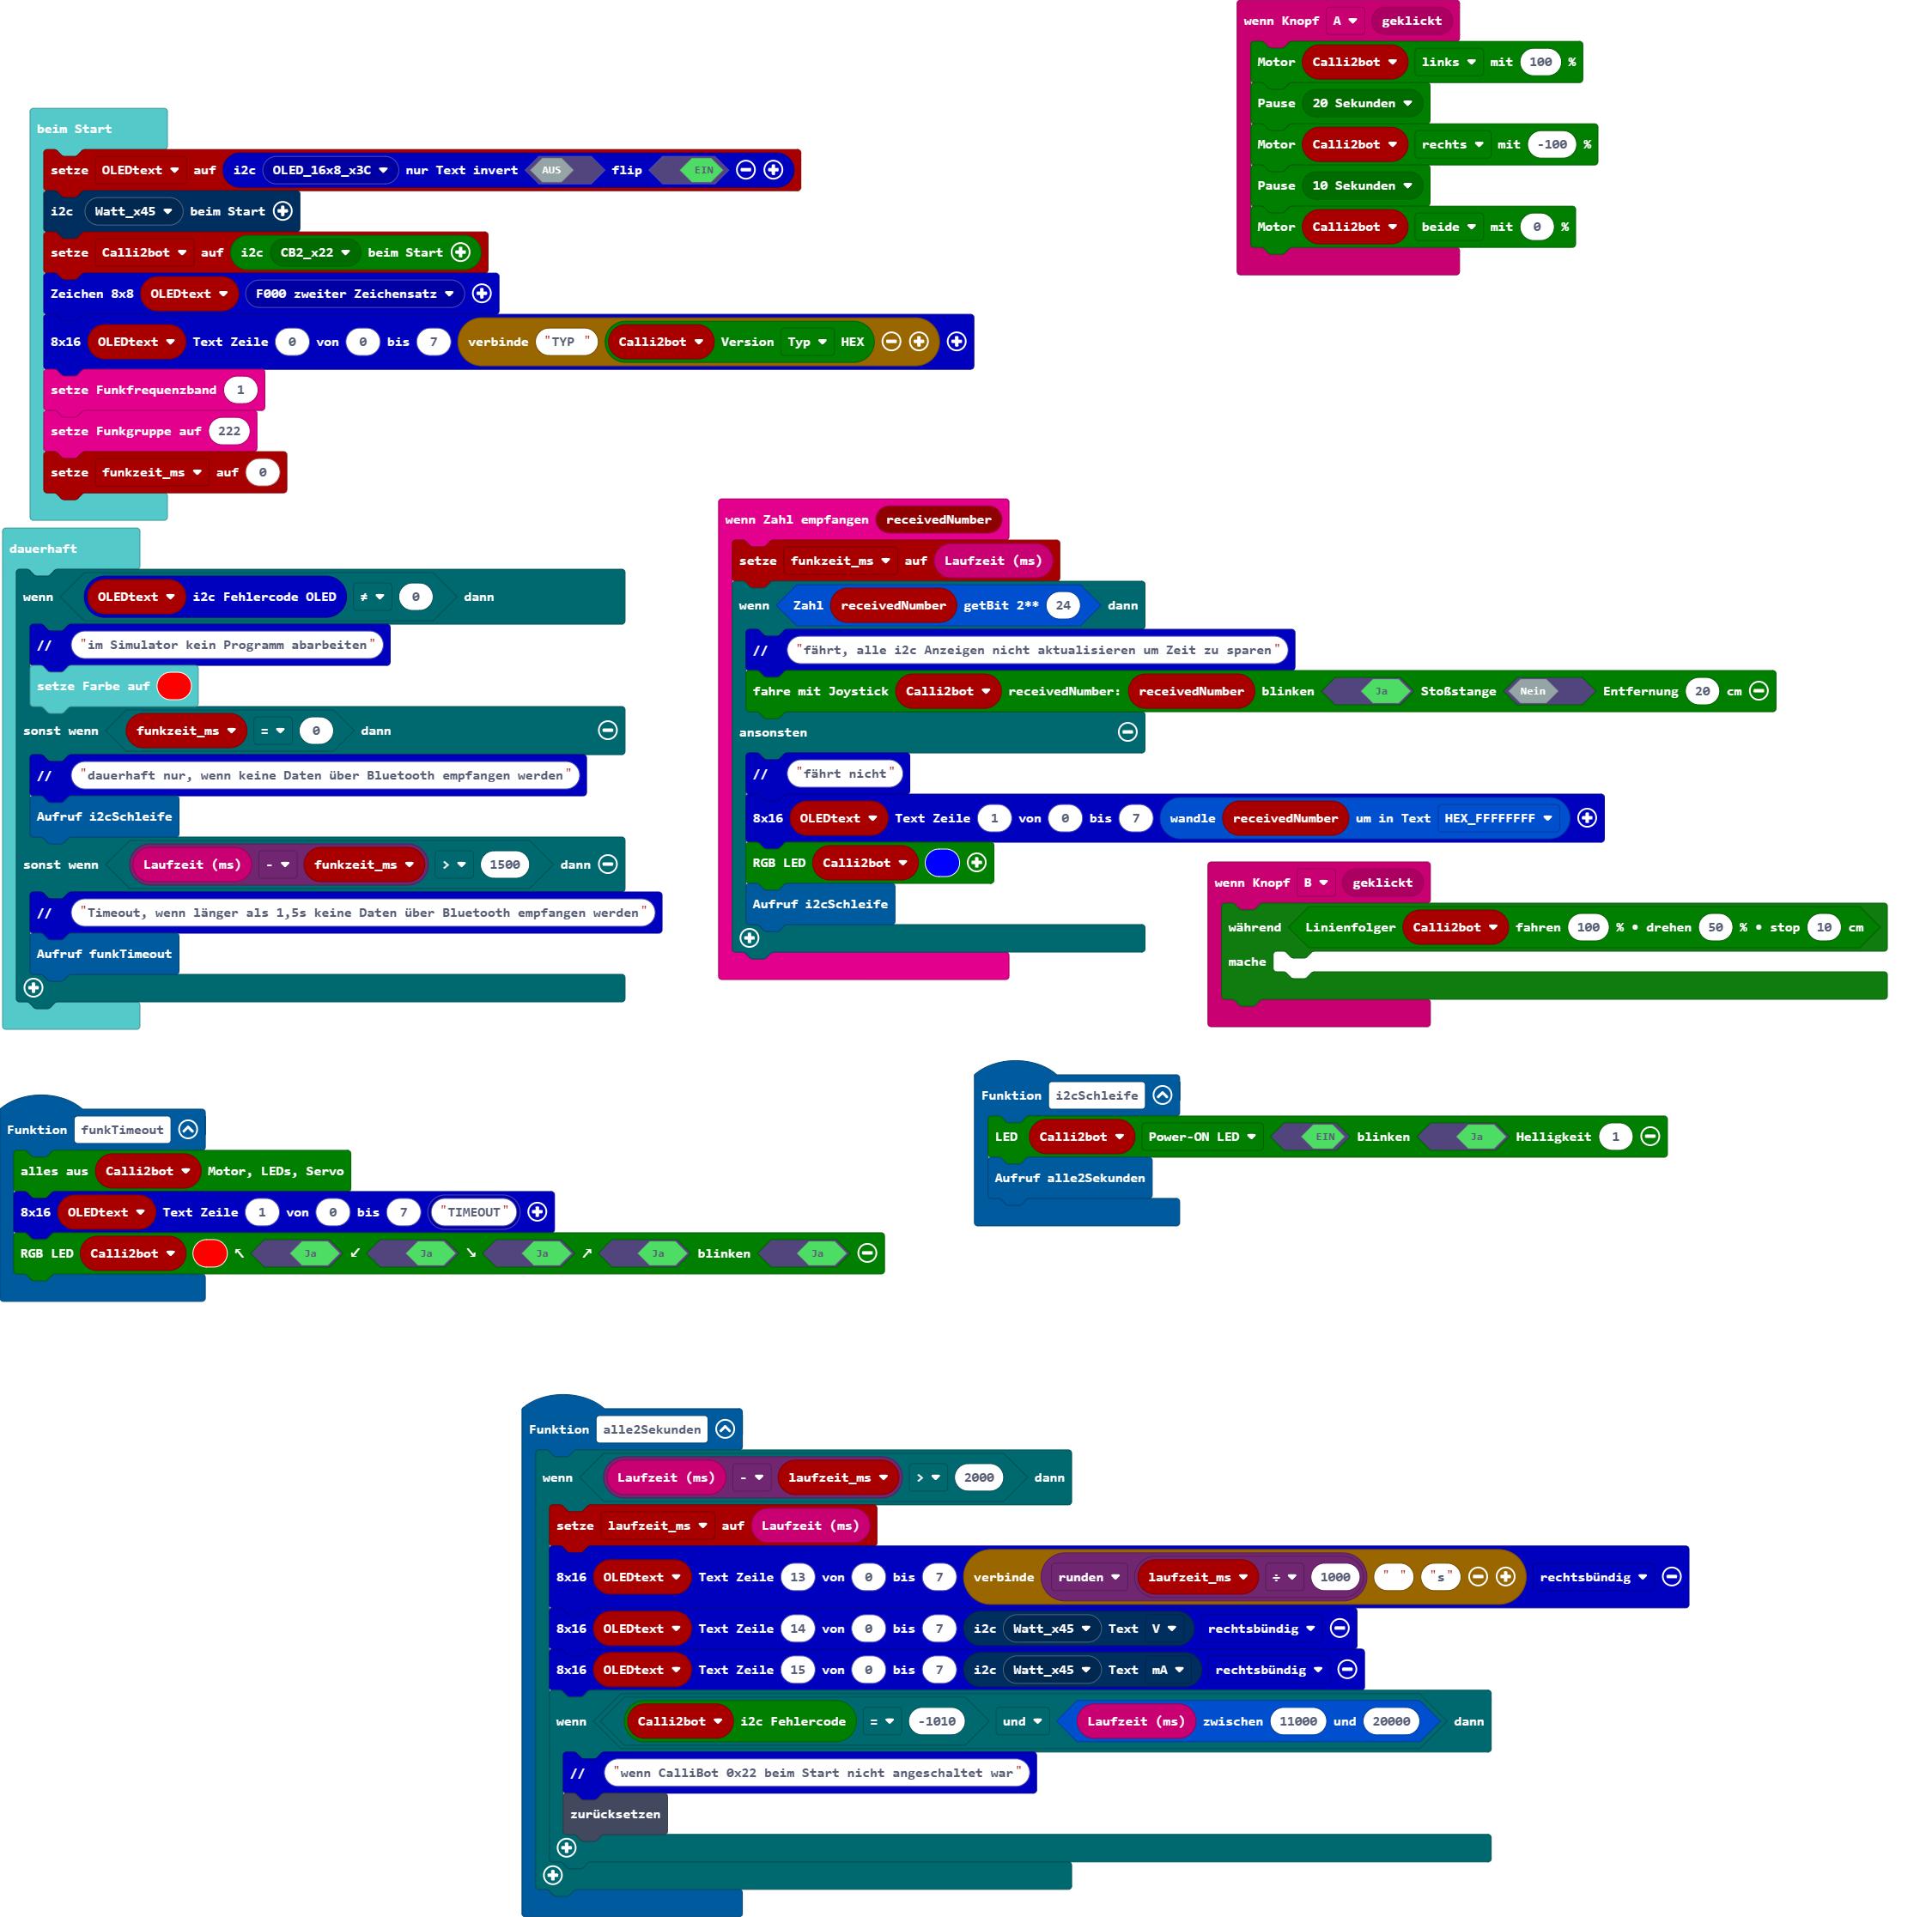 wenn Knopf A geklickt
Motor Calli2bot links mit 100 %
Pause 20 Sekunden
Motor Calli2bot rechts mit -100 %
Pause 10 Sekunden
Motor Calli2bot beide mit 0 %
beim Start
setze OLEDtext auf i2c OLED_16x8_x3C nur Text invert AUS flip EIN
i2c Watt_x45 beim Start
setze Calli2bot auf i2c CB2_x22 beim Start
Zeichen 8x8 OLEDtext F000 zweiter Zeichensatz
8x16 OLEDtext Text Zeile 0 von 0 bis 7 verbinde "TYP " Calli2bot Version Typ HEX
setze Funkfrequenzband 1
setze Funkgruppe auf 222
setze funkzeit_ms auf 0
dauerhaft
wenn OLEDtext i2c Fehlercode OLED ≠ 0 dann
// "im Simulator kein Programm abarbeiten"
setze Farbe auf
sonst wenn funkzeit_ms = 0 dann
// "dauerhaft nur, wenn keine Daten über Bluetooth empfangen werden"
Aufruf i2cSchleife
sonst wenn Laufzeit (ms) - funkzeit_ms > 1500 dann
// "Timeout, wenn länger als 1,5s keine Daten über Bluetooth empfangen werden"
Aufruf funkTimeout
wenn Zahl empfangen receivedNumber
setze funkzeit_ms auf Laufzeit (ms)
wenn Zahl receivedNumber getBit 2** 24 dann
// "fährt, alle i2c Anzeigen nicht aktualisieren um Zeit zu sparen"
fahre mit Joystick Calli2bot receivedNumber: receivedNumber blinken Ja Stoßstange Nein Entfernung 20 cm
ansonsten
// "fährt nicht"
8x16 OLEDtext Text Zeile 1 von 0 bis 7 wandle receivedNumber um in Text HEX_FFFFFFFF
RGB LED Calli2bot
Aufruf i2cSchleife
wenn Knopf B geklickt
während Linienfolger Calli2bot fahren 100 % • drehen 50 % • stop 10 cm
mache
Funktion i2cSchleife
LED Calli2bot Power-ON LED EIN blinken Ja Helligkeit 1
Aufruf alle2Sekunden
Funktion funkTimeout
alles aus Calli2bot Motor, LEDs, Servo
8x16 OLEDtext Text Zeile 1 von 0 bis 7 "TIMEOUT"
RGB LED Calli2bot ↖ Ja ↙ Ja ↘ Ja ↗ Ja blinken Ja
Funktion alle2Sekunden
wenn Laufzeit (ms) - laufzeit_ms > 2000 dann
setze laufzeit_ms auf Laufzeit (ms)
8x16 OLEDtext Text Zeile 13 von 0 bis 7 verbinde runden laufzeit_ms ÷ 1000 " " "s" rechtsbündig
8x16 OLEDtext Text Zeile 14 von 0 bis 7 i2c Watt_x45 Text V rechtsbündig
8x16 OLEDtext Text Zeile 15 von 0 bis 7 i2c Watt_x45 Text mA rechtsbündig
wenn Calli2bot i2c Fehlercode = -1010 und Laufzeit (ms) zwischen 11000 und 20000 dann
// "wenn CalliBot 0x22 beim Start nicht angeschaltet war"
zurücksetzen